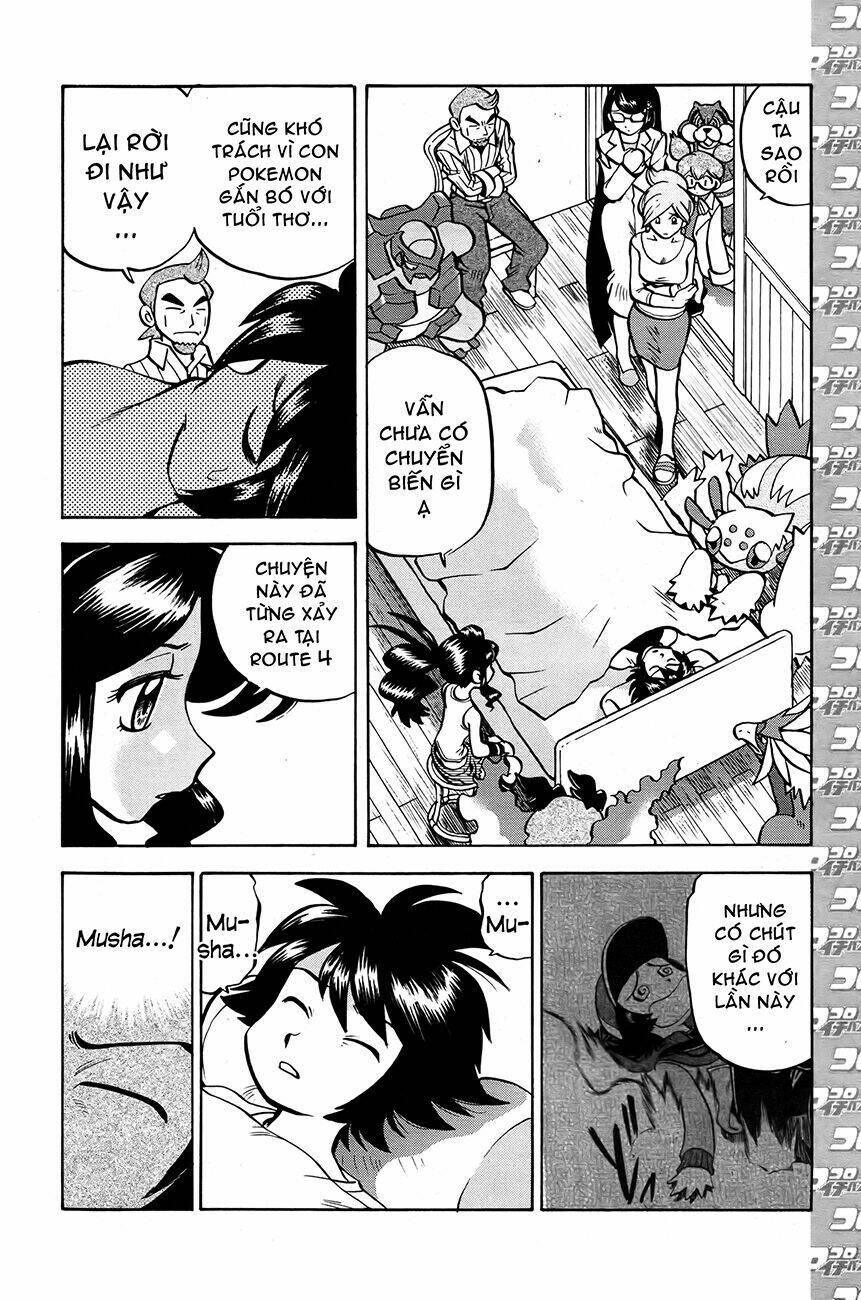 CẬU
TA
SAO
RỒI
VẪN
CHƯA CÓ
CHUYỂN
BIẾN GÌ
Ạ
CŨNG KHÓ
TRÁCH VÌ CON
POKEMON
GẮN BÓ VỚI
TUỔI THƠ...
LẠI RỜI
ĐI NHƯ
VẬY
...
CHUYỆN
NÀY ĐÃ
TỪNG XẢY
RA TẠI
ROUTE 4
NHƯNG
CÓ CHÚT
GÌ ĐÓ
KHÁC VỚI
LẦN NÀY
...
...
Mu-
Mu-
sha...
Musha...!